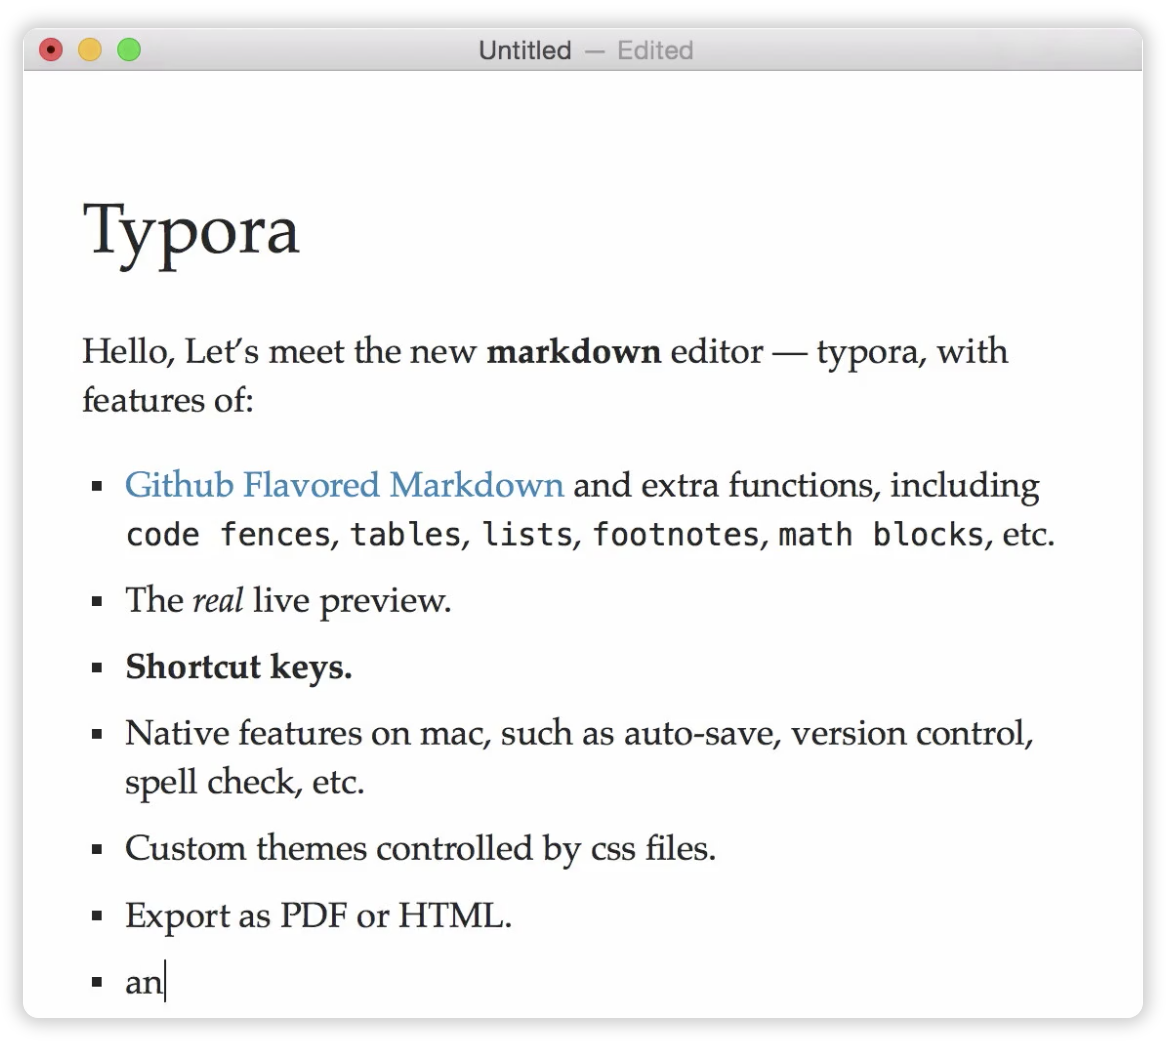 Untitled — Edited
Typora
Hello, Let’s meet the new markdown editor — typora, with
features of:
▪ Github Flavored Markdown and extra functions, including
code fences, tables, lists, footnotes, math blocks, etc.
▪ The real live preview.
▪ Shortcut keys.
▪ Native features on mac, such as auto-save, version control,
spell check, etc.
▪ Custom themes controlled by css files.
▪ Export as PDF or HTML.
▪ an